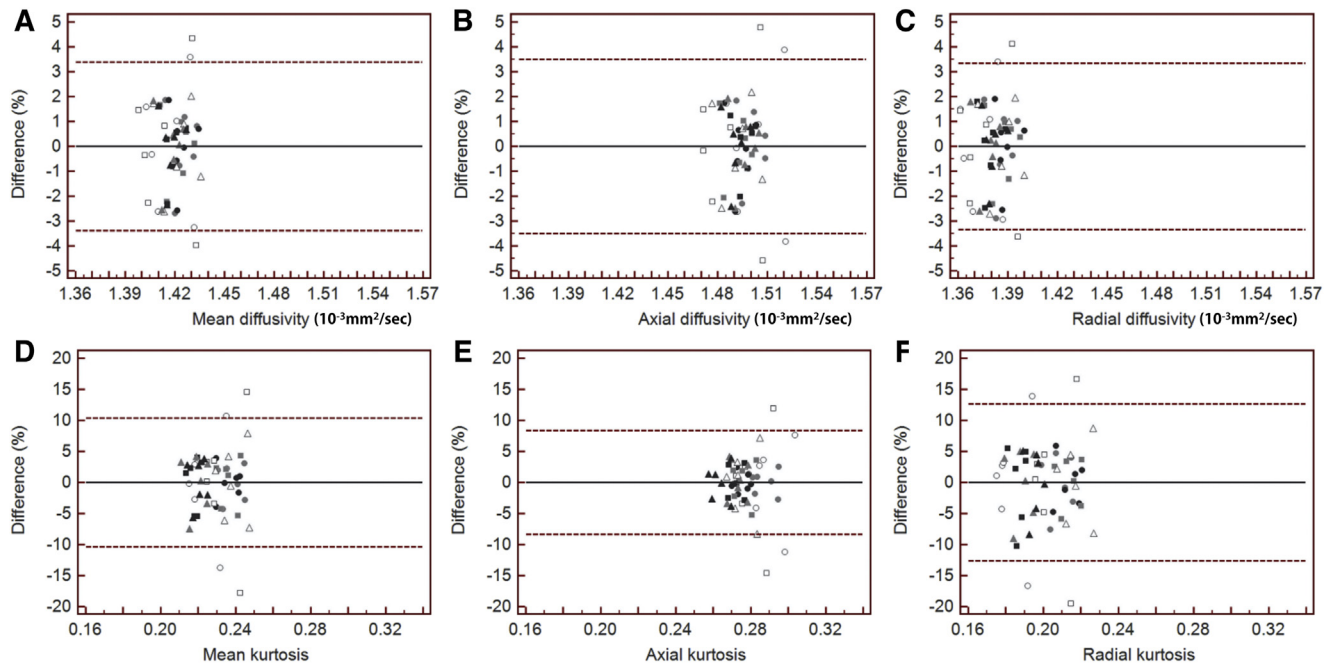 A
B
C
Difference (%)
5
4
3
2
1
0
-1
-2
-3
-4
-5
1.36 1.39 1.42 1.45 1.48 1.51 1.54 1.57
Mean diffusivity (10⁻³mm²/sec)
Difference (%)
5
4
3
2
1
0
-1
-2
-3
-4
-5
1.36 1.39 1.42 1.45 1.48 1.51 1.54 1.57
Axial diffusivity (10⁻³mm²/sec)
Difference (%)
5
4
3
2
1
0
-1
-2
-3
-4
-5
1.36 1.39 1.42 1.45 1.48 1.51 1.54 1.57
Radial diffusivity (10⁻³mm²/sec)
D
E
F
Difference (%)
20
15
10
5
0
-5
-10
-15
-20
0.16 0.20 0.24 0.28 0.32
Mean kurtosis
Difference (%)
20
15
10
5
0
-5
-10
-15
-20
0.16 0.20 0.24 0.28 0.32
Axial kurtosis
Difference (%)
20
15
10
5
0
-5
-10
-15
-20
0.16 0.20 0.24 0.28 0.32
Radial kurtosis